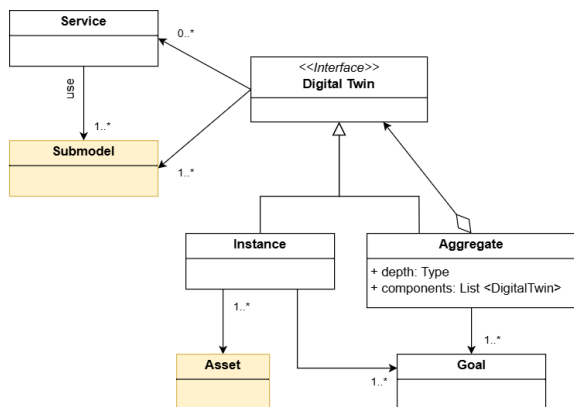 Service
0..*
<<Interface>>
Digital Twin
use
1..*
Submodel
1..*
Instance
Aggregate
+ depth: Type
+ components: List <DigitalTwin>
1..*
1..*
Asset
Goal
1..*